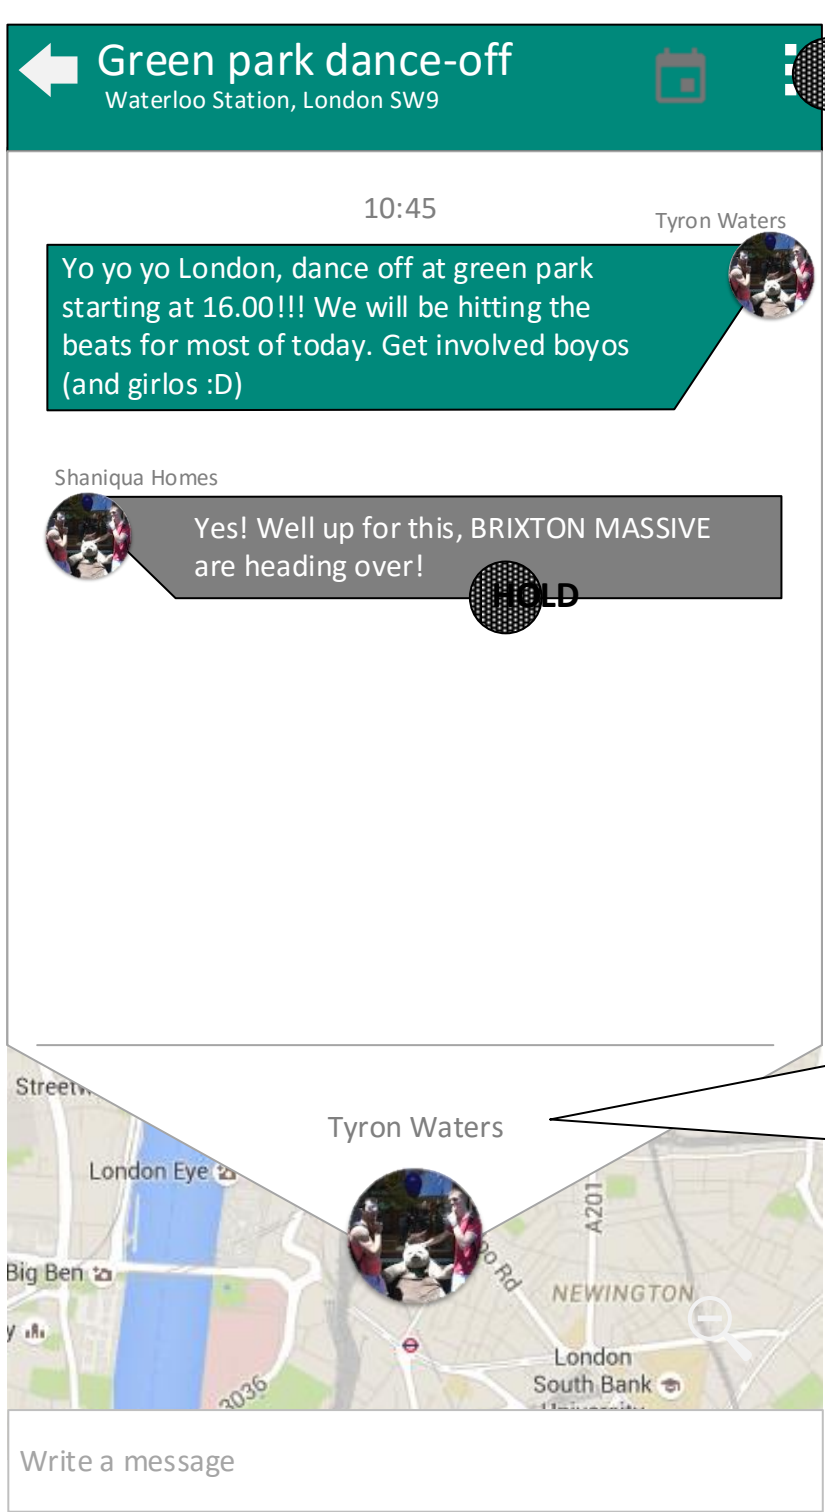 Green park dance-off
Waterloo Station, London SW9
10:45
Tyron Waters
Yo yo yo London, dance off at green park
starting at 16.00!!! We will be hitting the
beats for most of today. Get involved boyos
(and girlos :D)
Shaniqua Homes
Yes! Well up for this, BRIXTON MASSIVE
are heading over!
HOLD
Tyron Waters
London Eye
A201
Big Ben
Rd
NEWINGTON
London
South Bank
3036
Write a message